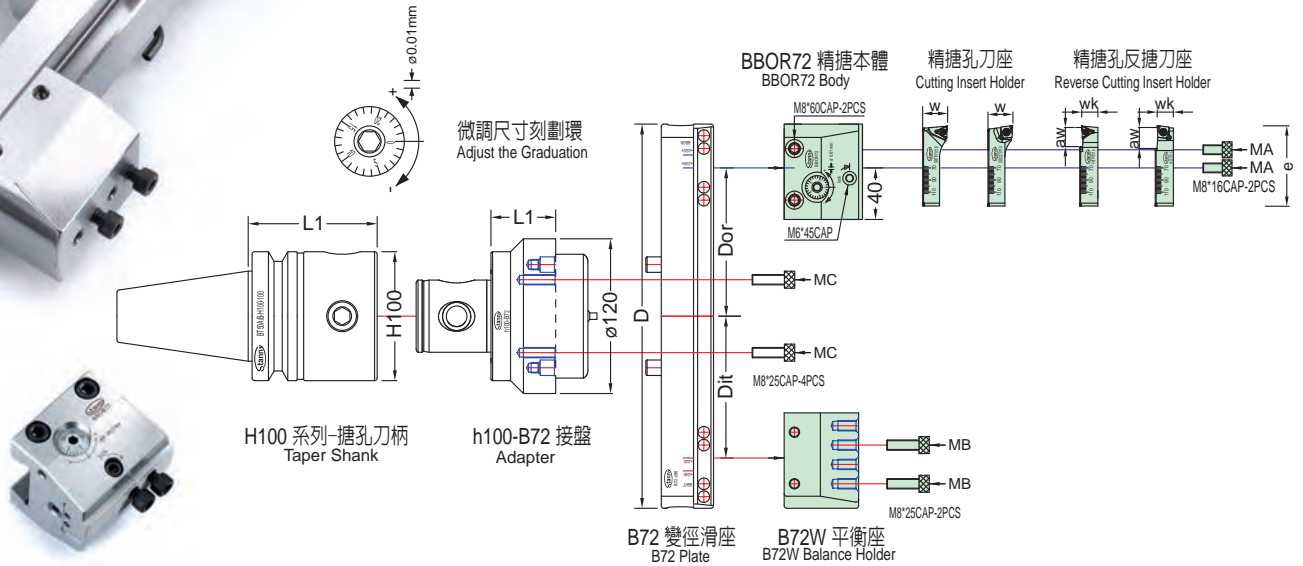 ø0.01mm
+
-
微調尺寸刻劃環
Adjust the Graduation
BBOR72 精搪本體
BBOR72 Body
M8*60CAP-2PCS
40
M6*45CAP
精搪孔刀座
Cutting Insert Holder
w
w
精搪孔反搪刀座
Reverse Cutting Insert Holder
wk
wk
aw
aw
MA
MA
M8*16CAP-2PCS
e
L1
H100
BT50A/B-H100-100
H100 系列-搪孔刀柄
Taper Shank
L1
h100-B72
ø120
h100-B72 接盤
Adapter
MC
MC
M8*25CAP-4PCS
D
Dor
Dit
B72 變徑滑座
B72 Plate
B72W 平衡座
B72W Balance Holder
MB
MB
M8*25CAP-2PCS